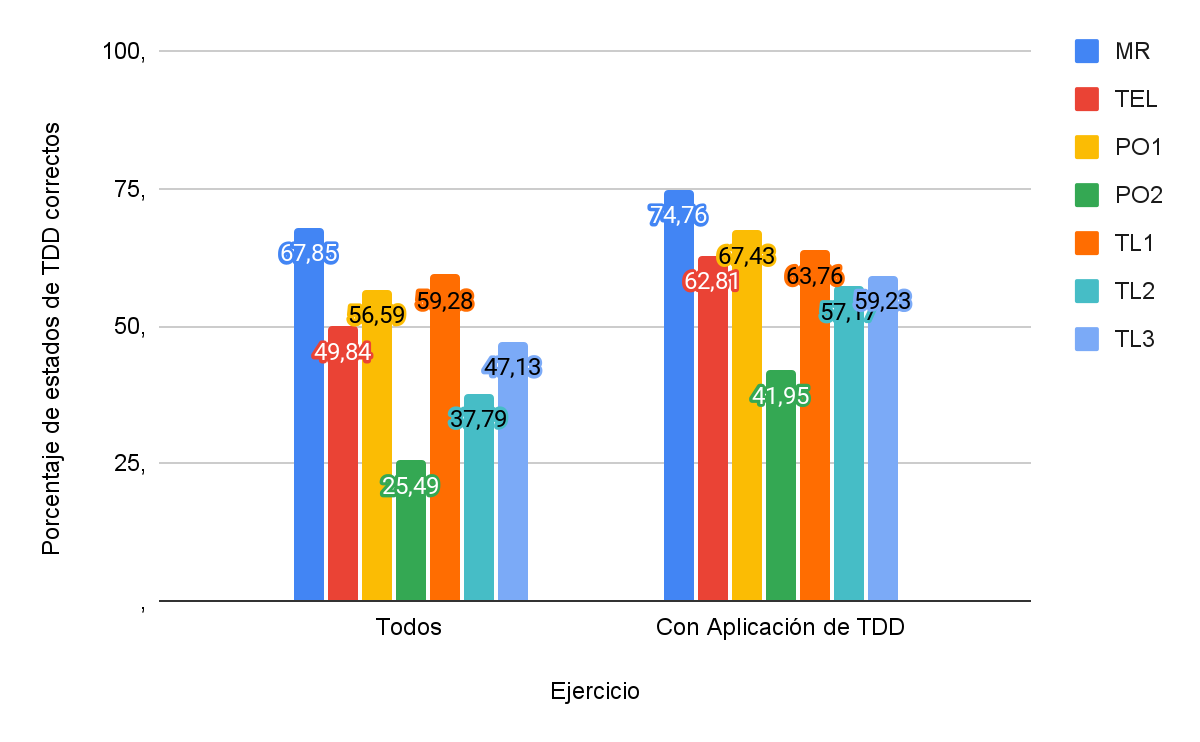 100,
75,
50,
25,
,
Porcentaje de estados de TDD correctos
67,85
49,84
56,59
25,49
59,28
37,79
47,13
74,76
62,81
67,43
41,95
63,76
57,17
59,23
Todos
Con Aplicación de TDD
Ejercicio
MR
TEL
PO1
PO2
TL1
TL2
TL3